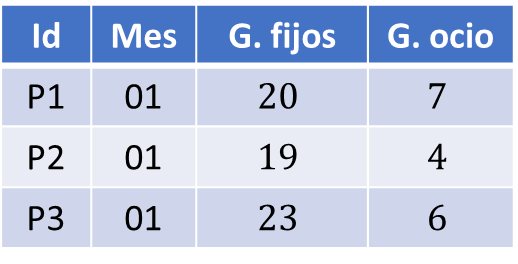 Id Mes G. fijos G. ocio
P1 01 20 7
P2 01 19 4
P3 01 23 6